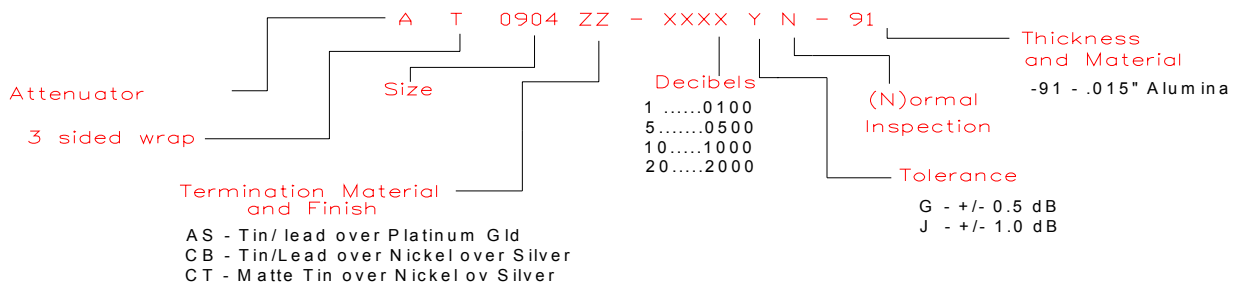 A T 0904 ZZ - XXXX Y N - 91
Thickness
and Material
-91 - .015" Alumina
Attenuator
Size
Decibels
1 .....0100
5.......0500
10.....1000
20.....2000
(N)ormal
Inspection
3 sided wrap
Tolerance
G - +/- 0.5 dB
J - +/- 1.0 dB
Termination Material
and Finish
AS - Tin/ lead over Platinum Gld
CB - Tin/Lead over Nickel over Silver
CT - Matte Tin over Nickel ov Silver